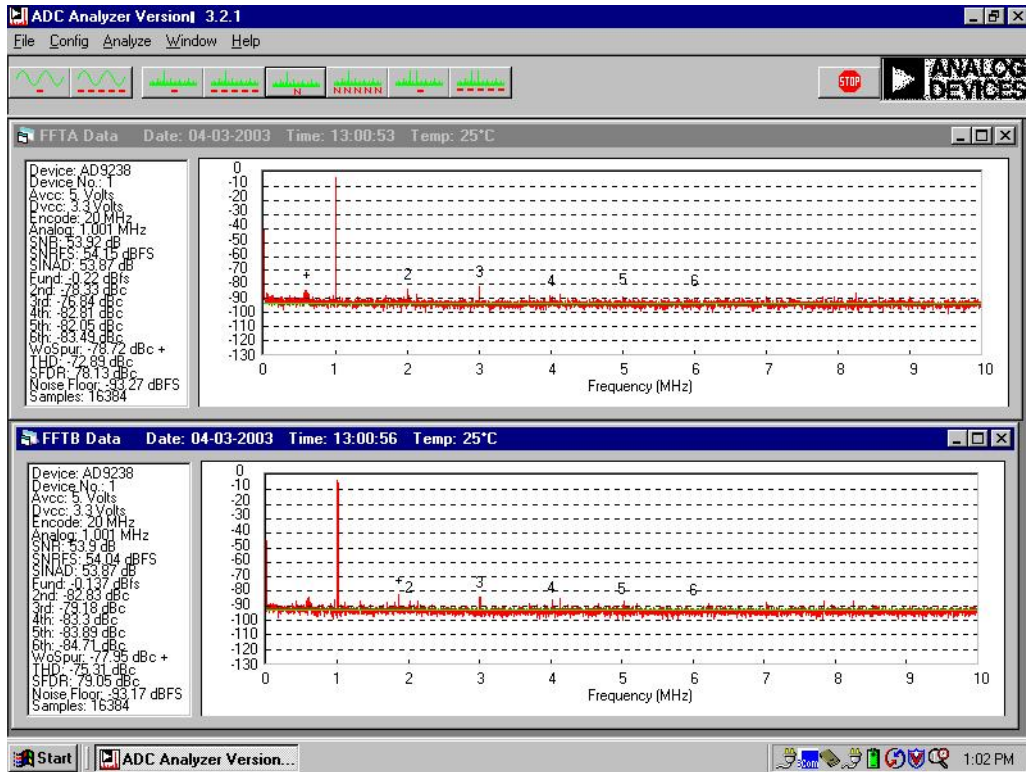 ADC Analyzer Version 3.2.1
File Config Analyze Window Help
N NNNNN
STOP
ANALOG
DEVICES
FFTA Data Date: 04-03-2003 Time: 13:00:53 Temp: 25°C
Device: AD9238
Device No.: 1
Avcc: 5. Volts
Dvcc: 3.3 Volts
Encode: 20 MHz
Analog: 1.001 MHz
SNR: 53.92 dB
SNRFS: 54.15 dBFS
SINAD: 53.87 dB
Fund: -0.22 dBfs
2nd: -78.33 dBc
3rd: -76.84 dBc
4th: -82.81 dBc
5th: -82.05 dBc
6th: -83.49 dBc
WoSpur: -78.72 dBc +
THD: -72.89 dBc
SFDR: 78.13 dBc
Noise Floor: -93.27 dBFS
Samples: 16384
0
-10
-20
-30
-40
-50
-60
-70
-80
-90
-100
-110
-120
-130
+ 2 3 4 5 6
0 1 2 3 4 5 6 7 8 9 10
Frequency (MHz)
FFTB Data Date: 04-03-2003 Time: 13:00:56 Temp: 25°C
Device: AD9238
Device No.: 1
Avcc: 5. Volts
Dvcc: 3.3 Volts
Encode: 20 MHz
Analog: 1.001 MHz
SNR: 53.9 dB
SNRFS: 54.04 dBFS
SINAD: 53.87 dB
Fund: -0.137 dBfs
2nd: -82.83 dBc
3rd: -79.18 dBc
4th: -83.3 dBc
5th: -83.89 dBc
6th: -84.71 dBc
WoSpur: -77.95 dBc +
THD: -75.31 dBc
SFDR: 79.05 dBc
Noise Floor: -93.17 dBFS
Samples: 16384
0
-10
-20
-30
-40
-50
-60
-70
-80
-90
-100
-110
-120
-130
+ 2 3 4 5 6
0 1 2 3 4 5 6 7 8 9 10
Frequency (MHz)
Start ADC Analyzer Version... 3com 1:02 PM